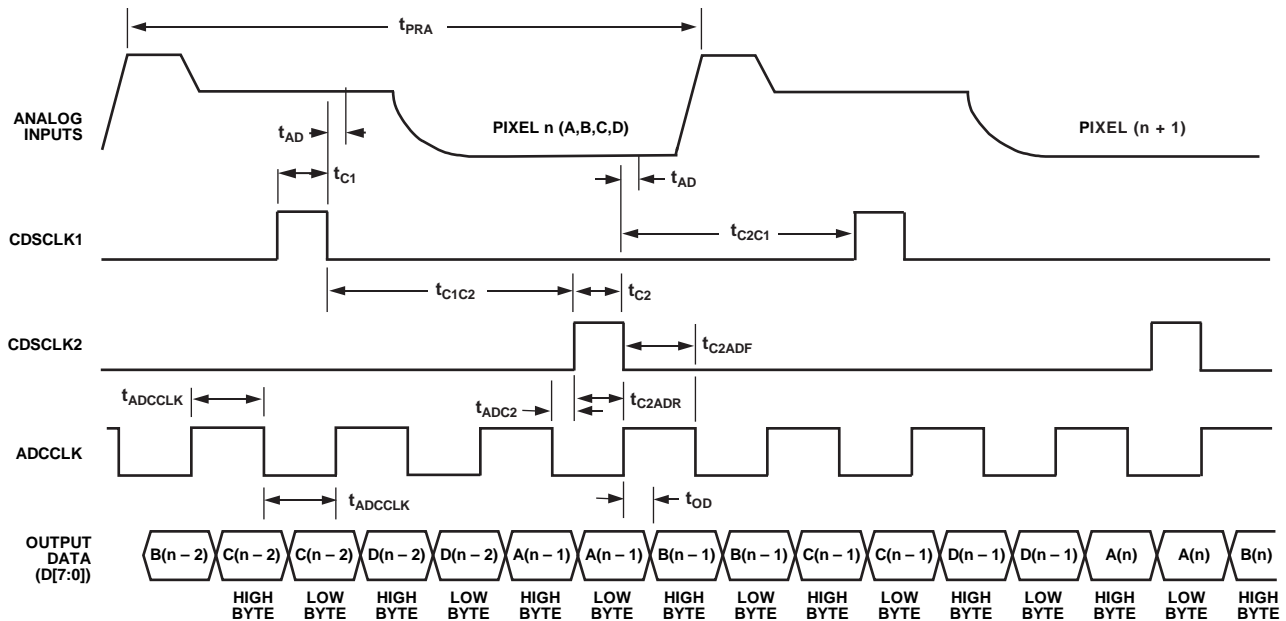 tPRA
ANALOG
INPUTS
tAD
PIXEL n (A,B,C,D)
PIXEL (n + 1)
tC1
tAD
CDSCLK1
tC2C1
tC1C2
tC2
CDSCLK2
tC2ADF
tADCCLK
tADC2
tC2ADR
ADCCLK
tADCCLK
tOD
OUTPUT
DATA
(D[7:0])
B(n – 2) C(n – 2) C(n – 2) D(n – 2) D(n – 2) A(n – 1) A(n – 1) B(n – 1) B(n – 1) C(n – 1) C(n – 1) D(n – 1) D(n – 1) A(n) A(n) B(n)
HIGH LOW HIGH LOW HIGH LOW HIGH LOW HIGH LOW HIGH LOW HIGH LOW HIGH
BYTE BYTE BYTE BYTE BYTE BYTE BYTE BYTE BYTE BYTE BYTE BYTE BYTE BYTE BYTE